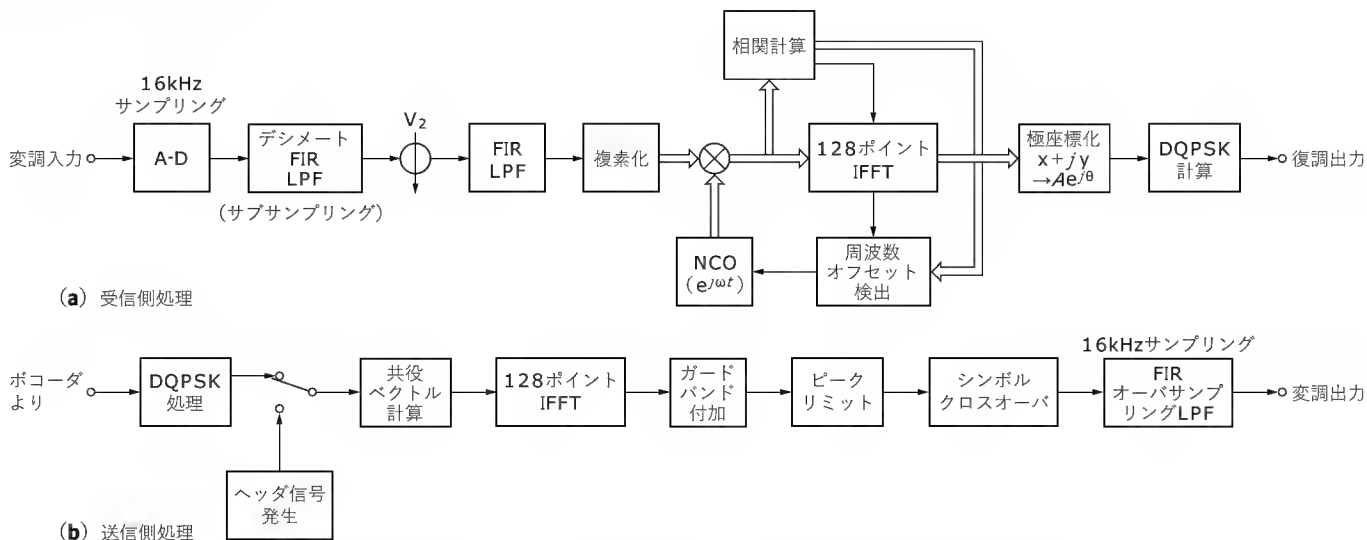 16kHz
サンプリング
変調入力
A-D
デシメート
FIR
LPF
(サブサンプリング)
V2
FIR
LPF
複素化
相関計算
128ポイント
IFFT
NCO
(e^jωt)
周波数
オフセット
検出
極座標化
x+jy
→Ae^jθ
DQPSK
計算
復調出力
(a) 受信側処理
ボコーダ
より
DQPSK
処理
ヘッダ信号
発生
共役
ベクトル
計算
128ポイント
IFFT
ガード
バンド
付加
ピーク
リミット
シンボル
クロスオーバ
16kHzサンプリング
FIR
オーバサンプ
リングLPF
変調出力
(b) 送信側処理